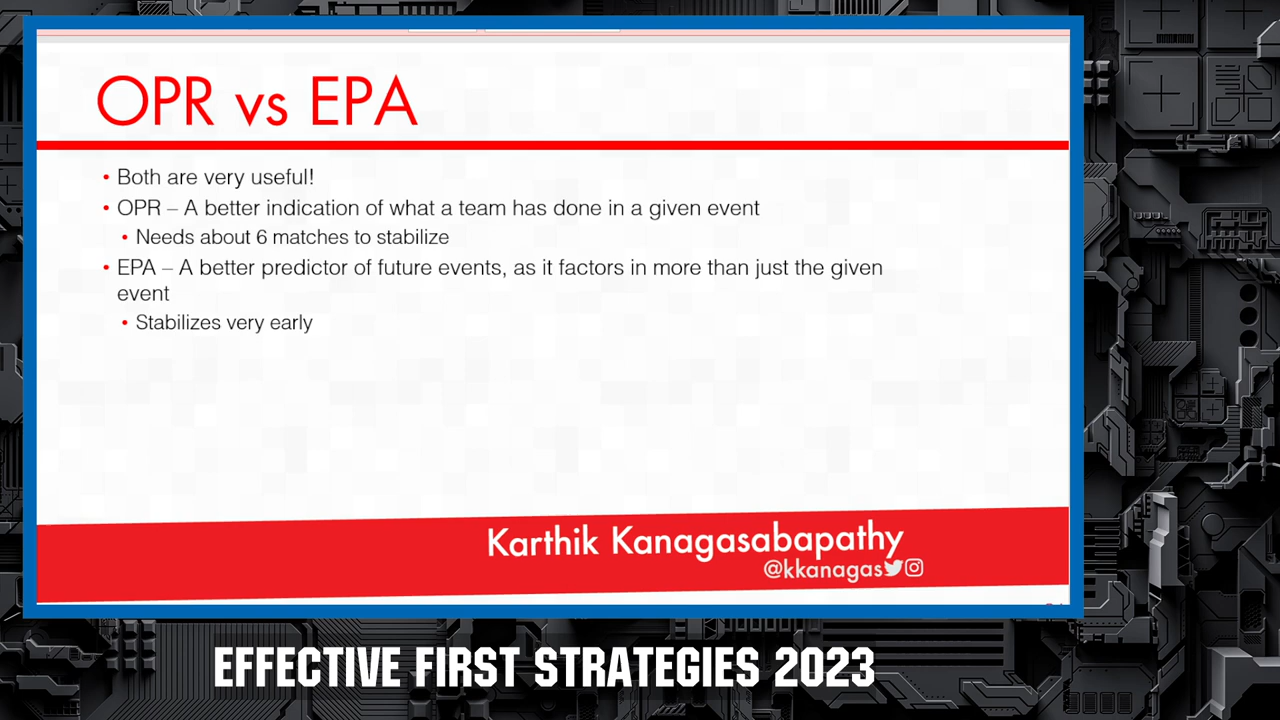 OPR vs EPA
• Both are very useful!
• OPR – A better indication of what a team has done in a given event
• Needs about 6 matches to stabilize
• EPA – A better predictor of future events, as it factors in more than just the given
event
• Stabilizes very early
Karthik Kanagasabapathy
@kkanagas
EFFECTIVE FIRST STRATEGIES 2023